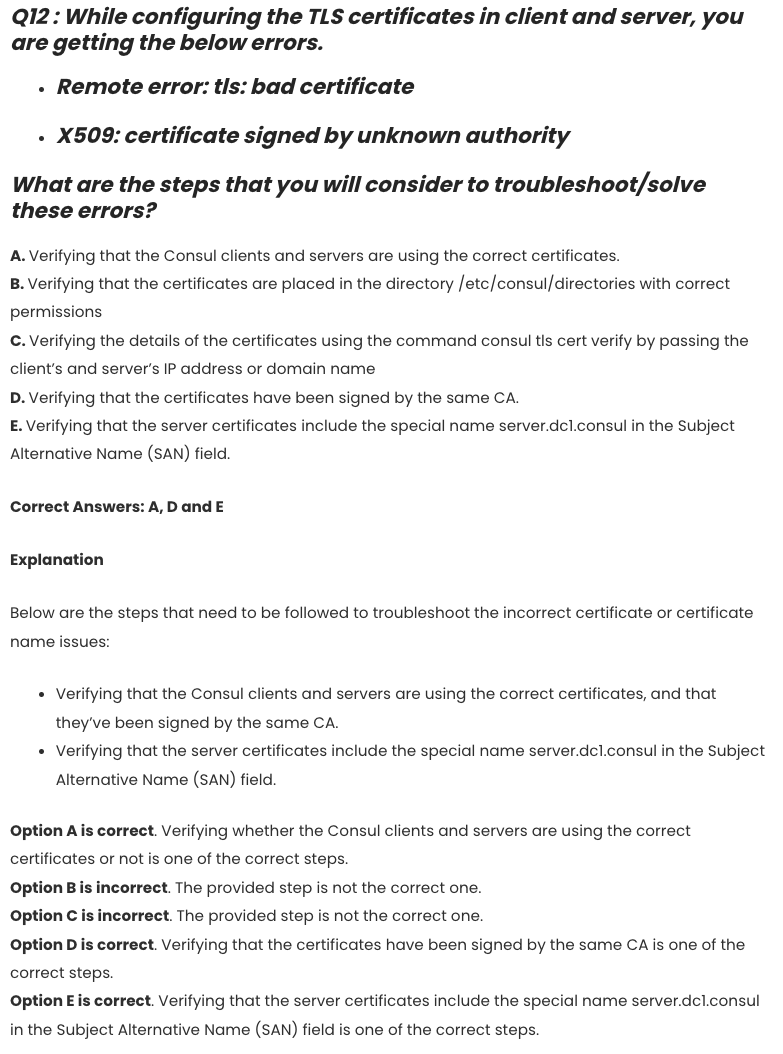 Q12 : While configuring the TLS certificates in client and server, you
are getting the below errors.
• Remote error: tls: bad certificate
• X509: certificate signed by unknown authority
What are the steps that you will consider to troubleshoot/solve
these errors?
A. Verifying that the Consul clients and servers are using the correct certificates.
B. Verifying that the certificates are placed in the directory /etc/consul/directories with correct
permissions
C. Verifying the details of the certificates using the command consul tls cert verify by passing the
client’s and server’s IP address or domain name
D. Verifying that the certificates have been signed by the same CA.
E. Verifying that the server certificates include the special name server.dc1.consul in the Subject
Alternative Name (SAN) field.
Correct Answers: A, D and E
Explanation
Below are the steps that need to be followed to troubleshoot the incorrect certificate or certificate
name issues:
• Verifying that the Consul clients and servers are using the correct certificates, and that
they’ve been signed by the same CA.
• Verifying that the server certificates include the special name server.dc1.consul in the Subject
Alternative Name (SAN) field.
Option A is correct. Verifying whether the Consul clients and servers are using the correct
certificates or not is one of the correct steps.
Option B is incorrect. The provided step is not the correct one.
Option C is incorrect. The provided step is not the correct one.
Option D is correct. Verifying that the certificates have been signed by the same CA is one of the
correct steps.
Option E is correct. Verifying that the server certificates include the special name server.dc1.consul
in the Subject Alternative Name (SAN) field is one of the correct steps.